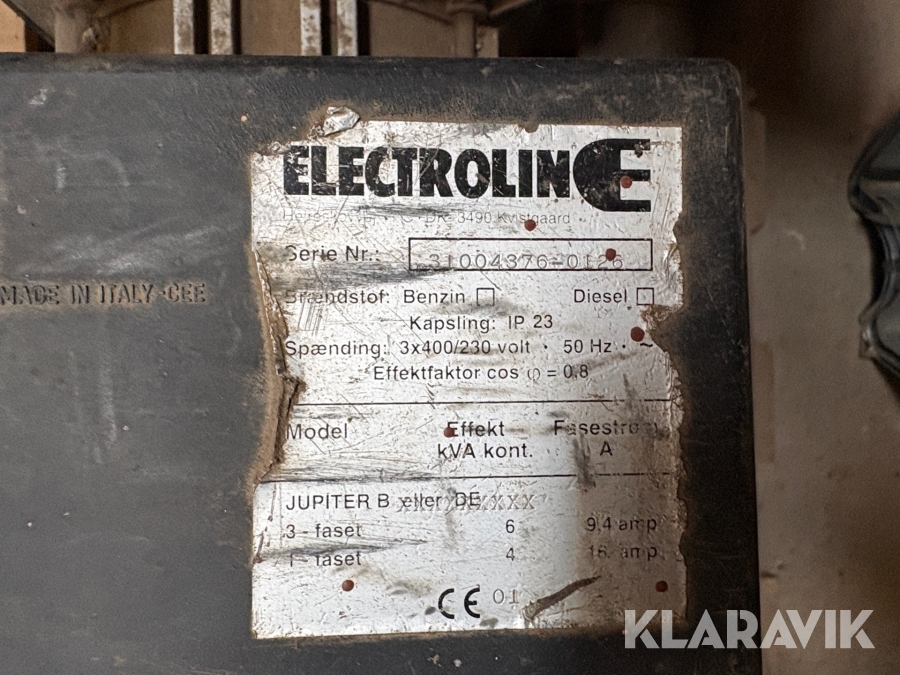 ELECTROLINE
DK- 3490 Kvistgaard
Serie Nr.: 31004376-0126
MADE IN ITALY-CEE
Brændstof: Benzin Diesel
Kapsling: IP 23
Spænding: 3x400/230 volt · 50 Hz · ~
Effektfaktor cos φ = 0,8
Model Effekt Fasestrøm
kVA kont. A
JUPITER B eller DE
3 - faset 6 9,4 amp
1 - faset 4 16 amp
CE 01
KLARAVIK